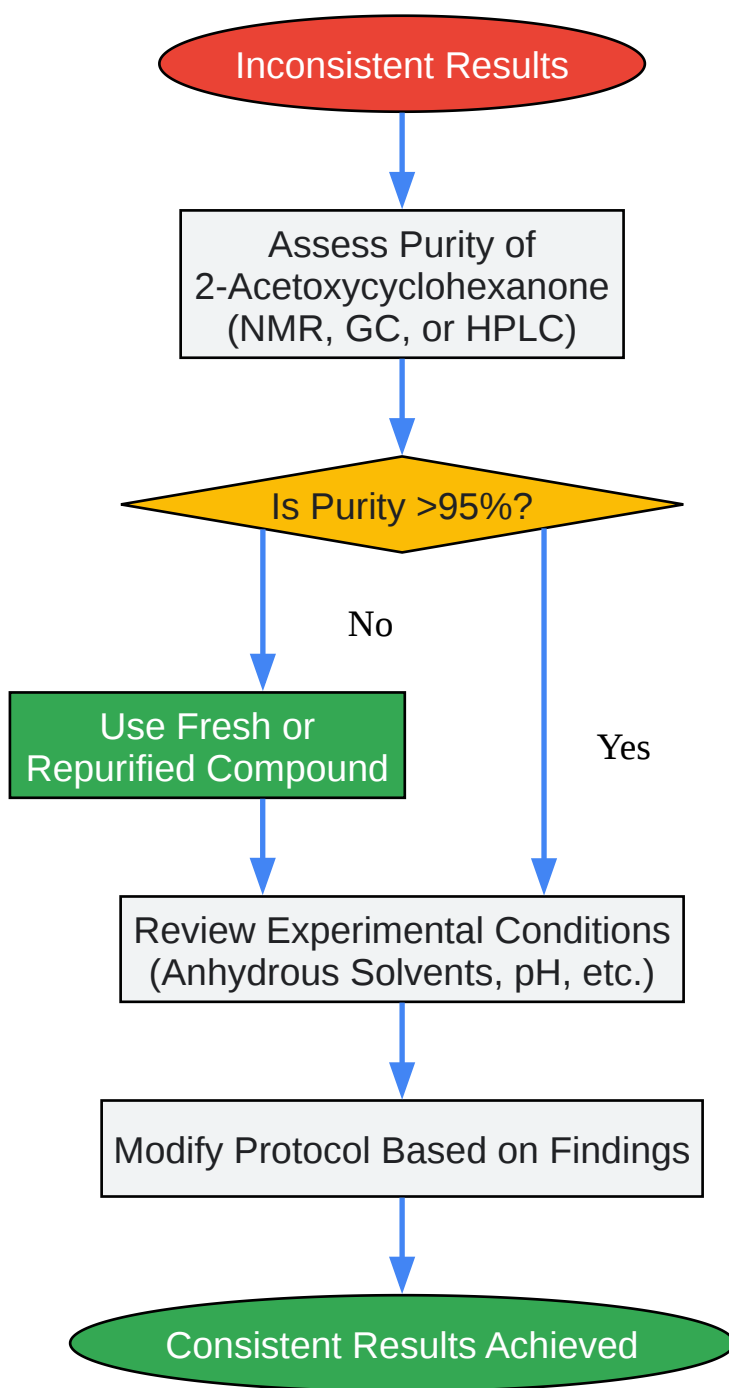 Inconsistent Results
Assess Purity of
2-Acetoxycyclohexanone
(NMR, GC, or HPLC)
Is Purity >95%?
No
Use Fresh or
Repurified Compound
Yes
Review Experimental Conditions
(Anhydrous Solvents, pH, etc.)
Modify Protocol Based on Findings
Consistent Results Achieved